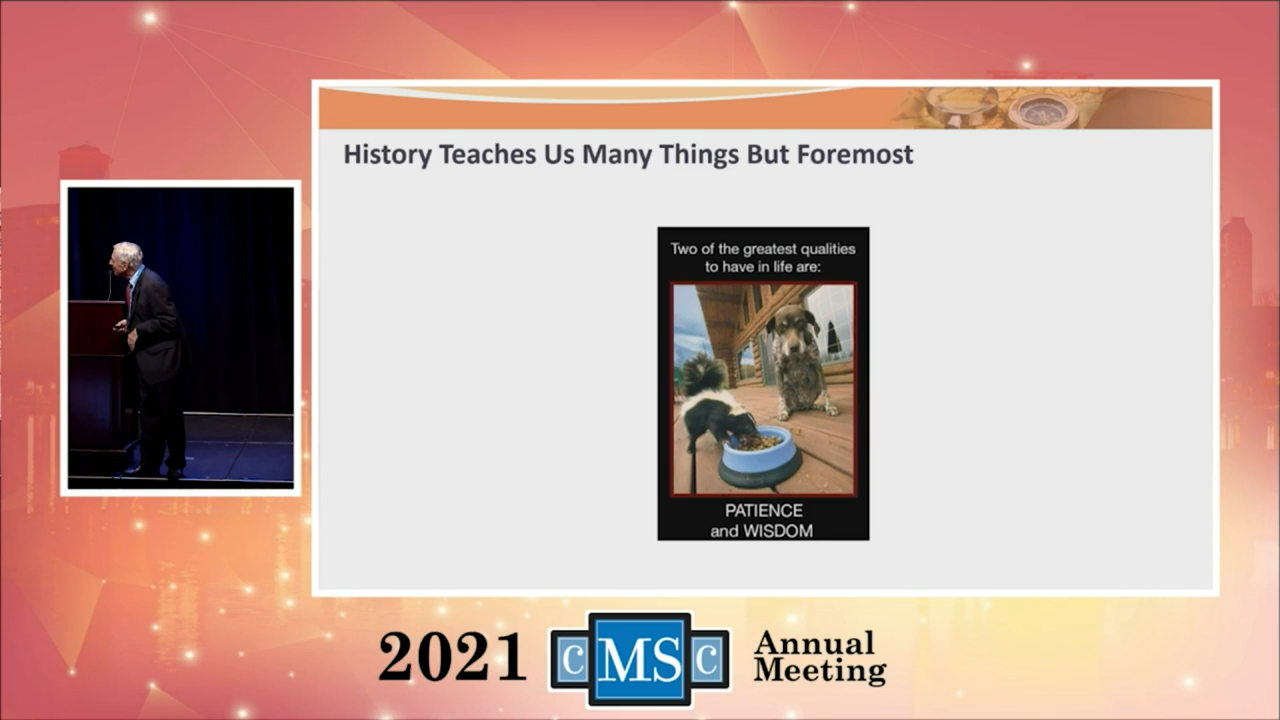 History Teaches Us Many Things But Foremost
Two of the greatest qualities
to have in life are:
PATIENCE
and WISDOM
2021
CMSC
Annual
Meeting